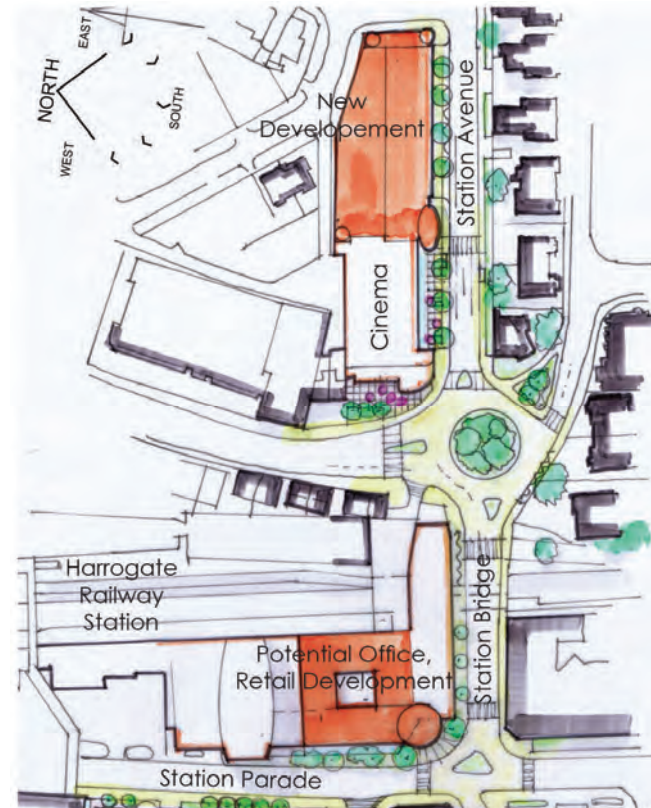 EAST
NORTH
SOUTH
WEST
New
Developement
Station Avenue
Cinema
Harrogate
Railway
Station
Potential Office,
Retail Development
Station Bridge
Station Parade